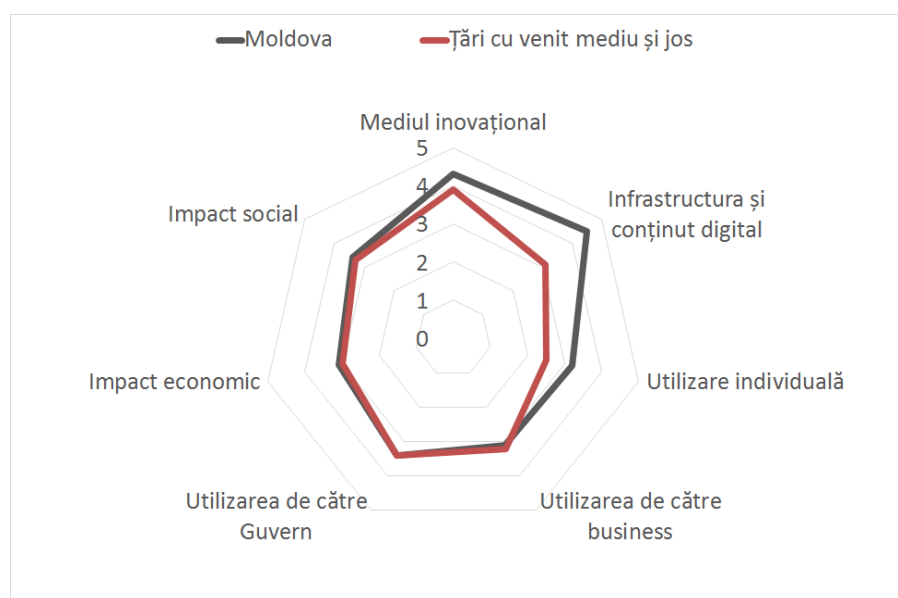 Moldova
Țări cu venit mediu și jos
Mediul inovațional
5
4
3
2
1
0
Infrastructura și
conținut digital
Utilizare individuală
Utilizarea de către
business
Utilizarea de către
Guvern
Impact economic
Impact social